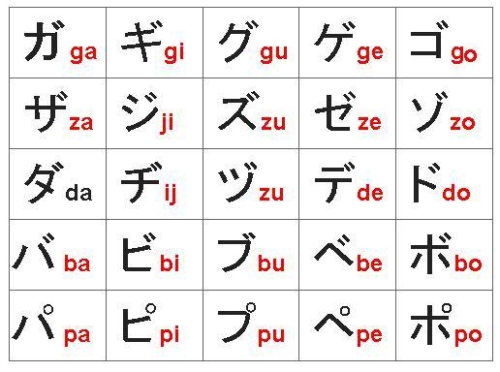 ガ ga ギ gi グ gu ゲ ge ゴ go
ザ za ジ ji ズ zu ゼ ze ゾ zo
ダ da ヂ ij ヅ zu デ de ド do
バ ba ビ bi ブ bu ベ be ボ bo
パ pa ピ pi プ pu ペ pe ポ po